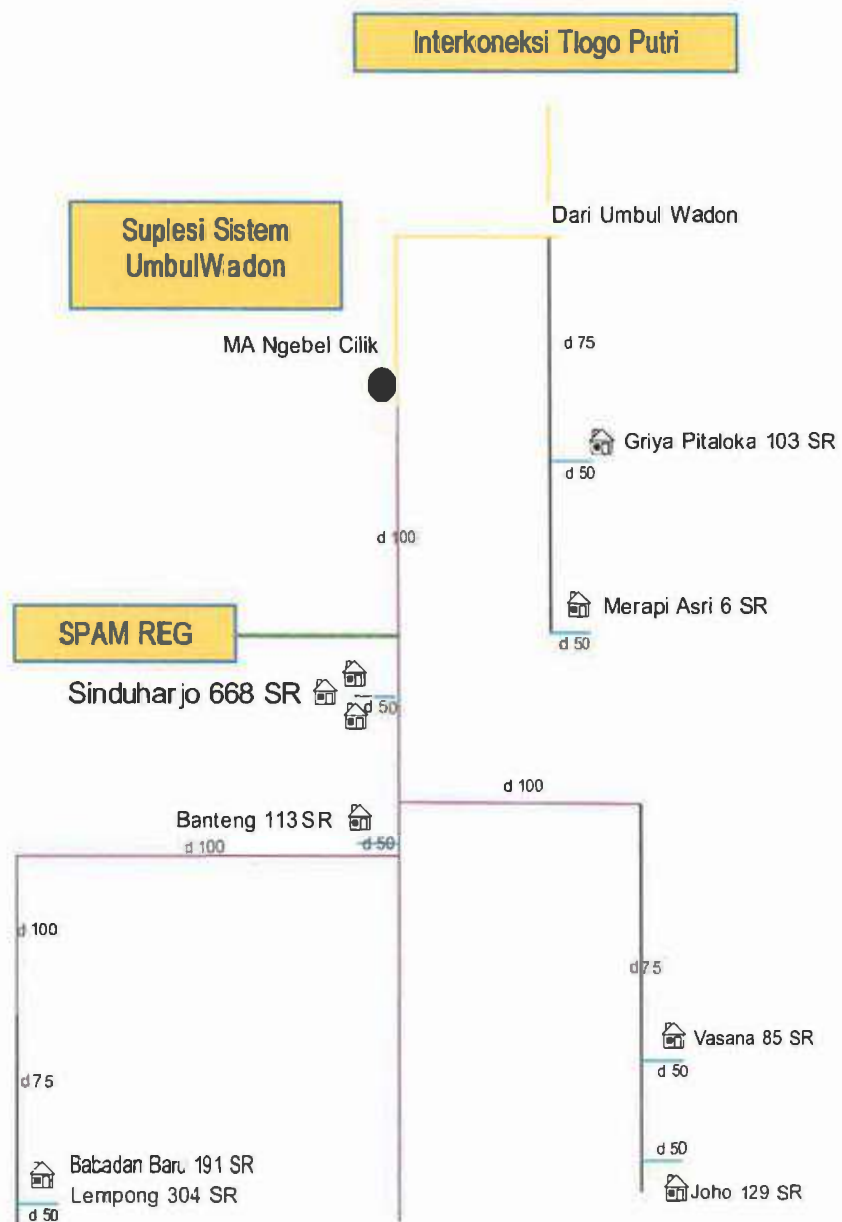 Interkoneksi Tlogo Putri
Dari Umbul Wadon
Suplesi Sistem
UmbulWadon
MA Ngebel Cilik
d 75
Griya Pitaloka 103 SR
d 50
d 100
Merapi Asri 6 SR
d 50
SPAM REG
Sinduharjo 668 SR
d 50
d 100
Banteng 113 SR
d 50
d 100
d 100
d 75
Vasana 85 SR
d 50
d 75
d 50
Babadan Baru 191 SR
Lempong 304 SR
Joho 129 SR
d 50